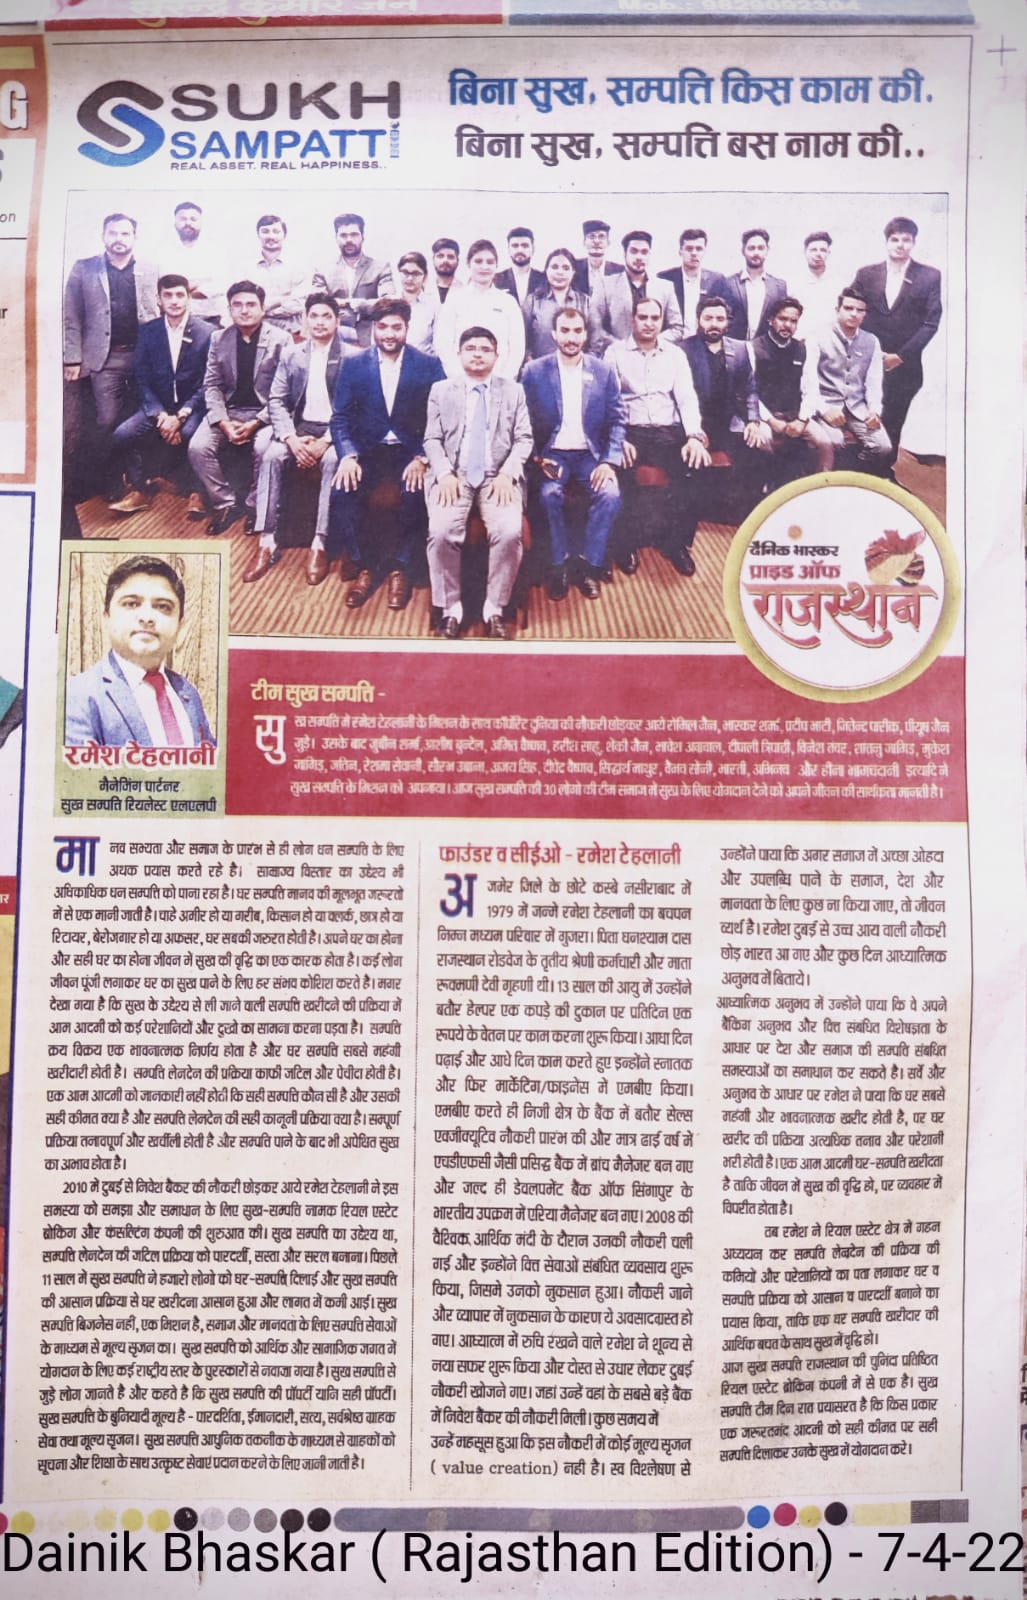 सुरेन्द्र कुमार जैन
Mob.: 9829092304
SUKH
SAMPATTI
REAL ASSET. REAL HAPPINESS..
बिना सुख, सम्पत्ति किस काम की.
बिना सुख, सम्पत्ति बस नाम की..
दैनिक भास्कर
प्राइड ऑफ
राजस्थान
रमेश टेहलानी
मैनेजिंग पार्टनर
सुख सम्पति रियलेस्ट एलएलपी
टीम सुख सम्पति -
सुख सम्पति में रमेश टेहलानी के मिशन के साथ कॉर्पोरेट दुनिया की नौकरी छोड़कर आये रोमिल जैन, भास्कर शर्मा, प्रदीप भाटी, जितेन्द्र पारीक, पीयूष जैन
जुड़े। उसके बाद जुबीन शर्मा, आशीष बुन्देल, अमित वैष्णव, हरीश साहू, शेंकी जैन, भावेश अग्रवाल, दीपाली त्रिपाठी, विनेश तंवर, सान्तनु जांगिड़, मुकेश
जांगिड़, जतिन, रेशमा सेवानी, सौरभ उबाना, अजय सिंह, दीपेंद्र वैष्णव, सिद्धार्थ माथुर, वैभव सोनी, भारती, अभिनव और हीना भामचंदानी इत्यादि ने
सुख सम्पति के मिशन को अपनाया। आज सुख सम्पति की 30 लोगो की टीम समाज में सुख के लिए योगदान देने को अपने जीवन की सार्थकता मानती है।
मानव सभ्यता और समाज के प्रारंभ से ही लोग धन सम्पति के लिए
अथक प्रयास करते रहे है। साम्राज्य विस्तार का उद्देश्य भी
अधिकाधिक धन सम्पति को पाना रहा है। घर सम्पति मानव की मूलभूत जरूरतो
में से एक मानी जाती है। चाहे अमीर हो या गरीब, किसान हो या क्लर्क, छात्र हो या
रिटायर, बेरोजगार हो या अफसर, घर सबकी जरुरत होती है। अपने घर का होना
और सही घर का होना जीवन में सुख की वृद्धि का एक कारक होता है। कई लोग
जीवन पूंजी लगाकर घर का सुख पाने के लिए हर संभव कोशिश करते है। मगर
देखा गया है कि सुख के उद्देश्य से ली जाने वाली सम्पति खरीदने की प्रक्रिया में
आम आदमी को कई परेशानियों और दुखो का सामना करना पड़ता है। सम्पति
क्रय विक्रय एक भावनात्मक निर्णय होता है और घर सम्पति सबसे महंगी
खरीदारी होती है। सम्पति लेनदेन की प्रक्रिया काफी जटिल और पेचीदा होती है।
एक आम आदमी को जानकारी नहीं होती कि सही सम्पति कौन सी है और उसकी
सही कीमत क्या है और सम्पति लेनदेन की सही कानूनी प्रक्रिया क्या है। सम्पूर्ण
प्रक्रिया तनावपूर्ण और खर्चीली होती है और सम्पति पाने के बाद भी अपेक्षित सुख
का अभाव होता है।
2010 में दुबई से निवेश बैंकर की नौकरी छोड़कर आये रमेश टेहलानी ने इस
समस्या को समझा और समाधान के लिए सुख-सम्पति नामक रियल एस्टेट
ब्रोकिंग और कंसल्टिंग कंपनी की शुरुआत की। सुख सम्पति का उद्देश्य था,
सम्पति लेनदेन की जटिल प्रक्रिया को पारदर्शी, सस्ता और सरल बनाना। पिछले
11 साल में सुख सम्पति ने हजारो लोगो को घर-सम्पति दिलाई और सुख सम्पति
की आसान प्रक्रिया से घर खरीदना आसान हुआ और लागत में कमी आई। सुख
सम्पति बिजनेस नही, एक मिशन है, समाज और मानवता के लिए सम्पति सेवाओं
के माध्यम से मूल्य सृजन का। सुख सम्पति को आर्थिक और सामाजिक जगत में
योगदान के लिए कई राष्ट्रीय स्तर के पुरस्कारों से नवाजा गया है। सुख सम्पति से
जुड़े लोग जानते है और कहते है कि सुख सम्पति की प्रॉपर्टी यानि सही प्रॉपर्टी।
सुख सम्पति के बुनियादी मूल्य है - पारदर्शिता, ईमानदारी, सत्य, सर्वश्रेष्ठ ग्राहक
सेवा तथा मूल्य सृजन। सुख सम्पति आधुनिक तकनीक के माध्यम से ग्राहकों को
सूचना और शिक्षा के साथ उत्कृष्ट सेवाएं प्रदान करने के लिए जानी जाती है।
फाउंडर व सीईओ - रमेश टेहलानी
अजमेर जिले के छोटे कस्बे नसीराबाद में
1979 में जन्मे रमेश टेहलानी का बचपन
निम्न मध्यम परिवार में गुजरा। पिता घनश्याम दास
राजस्थान रोडवेज के तृतीय श्रेणी कर्मचारी और माता
रूक्मणी देवी गृहणी थी। 13 साल की आयु में उन्होंने
बतौर हेल्पर एक कपड़े की दुकान पर प्रतिदिन एक
रूपये के वेतन पर काम करना शुरू किया। आधा दिन
पढ़ाई और आधे दिन काम करते हुए इन्होंने स्नातक
और फिर मार्केटिंग/फाइनेंस में एमबीए किया।
एमबीए करते ही निजी क्षेत्र के बैंक में बतौर सेल्स
एक्जीक्यूटिव नौकरी प्रारंभ की और मात्र ढाई वर्ष में
एचडीएफसी जैसी प्रसिद्ध बैंक में ब्रांच मैनेजर बन गए
और जल्द ही डेवलपमेंट बैंक ऑफ सिंगापुर के
भारतीय उपक्रम में एरिया मैनेजर बन गए। 2008 की
वैश्विक आर्थिक मंदी के दौरान उनकी नौकरी चली
गई और इन्होंने वित्त सेवाओं संबधित व्यवसाय शुरू
किया, जिसमे उनको नुकसान हुआ। नौकरी जाने
और व्यापार में नुकसान के कारण ये अवसादग्रस्त हो
गए। आध्यात्म में रुचि रखने वाले रमेश ने शून्य से
नया सफर शुरू किया और दोस्त से उधार लेकर दुबई
नौकरी खोजने गए। जहां उन्हें वहां के सबसे बड़े बैंक
में निवेश बैंकर की नौकरी मिली। कुछ समय में
उन्हें महसूस हुआ कि इस नौकरी में कोई मूल्य सृजन
( value creation) नही है। स्व विश्लेषण से
उन्होंने पाया कि अगर समाज में अच्छा ओहदा
और उपलब्धि पाने के समाज, देश और
मानवता के लिए कुछ ना किया जाए, तो जीवन
व्यर्थ है। रमेश दुबई से उच्च आय वाली नौकरी
छोड़ भारत आ गए और कुछ दिन आध्यात्मिक
अनुभव में बिताये।
आध्यात्मिक अनुभव में उन्होंने पाया कि वे अपने
बैंकिंग अनुभव और वित्त संबधित विशेषज्ञता के
आधार पर देश और समाज की सम्पति संबधित
समस्याओं का समाधान कर सकते है। सर्वे और
अनुभव के आधार पर रमेश ने पाया कि घर सबसे
महंगी और भावनात्मक खरीद होती है, पर घर
खरीद की प्रक्रिया अत्यधिक तनाव और परेशानी
भरी होती है। एक आम आदमी घर-सम्पति खरीदता
है ताकि जीवन में सुख की वृद्धि हो, पर व्यवहार में
विपरीत होता है।
तब रमेश ने रियल एस्टेट क्षेत्र में गहन
अध्ययन कर सम्पति लेनदेन की प्रक्रिया की
कमियों और परेशानियों का पता लगाकर घर व
सम्पति प्रक्रिया को आसान व पारदर्शी बनाने का
प्रयास किया, ताकि एक घर सम्पति खरीदार की
आर्थिक बचत के साथ सुख में वृद्धि हो।
आज सुख सम्पति राजस्थान की चुनिंदा प्रतिष्ठित
रियल एस्टेट ब्रोकिंग कंपनी में से एक है। सुख
सम्पति टीम दिन रात प्रयासरत है कि किस प्रकार
एक जरूरतमंद आदमी को सही कीमत पर सही
सम्पति दिलाकर उनके सुख में योगदान करे।
Dainik Bhaskar ( Rajasthan Edition) - 7-4-22